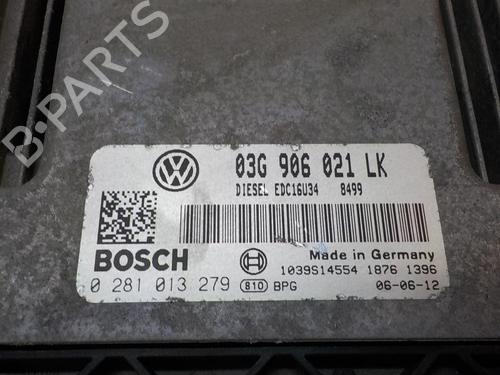 B-PARTS
03G 906 021 LK
DIESEL EDC16U34 8499
BOSCH
Made in Germany
1039S14554 1876 1396
0 281 013 279 810 BPG 06-06-12